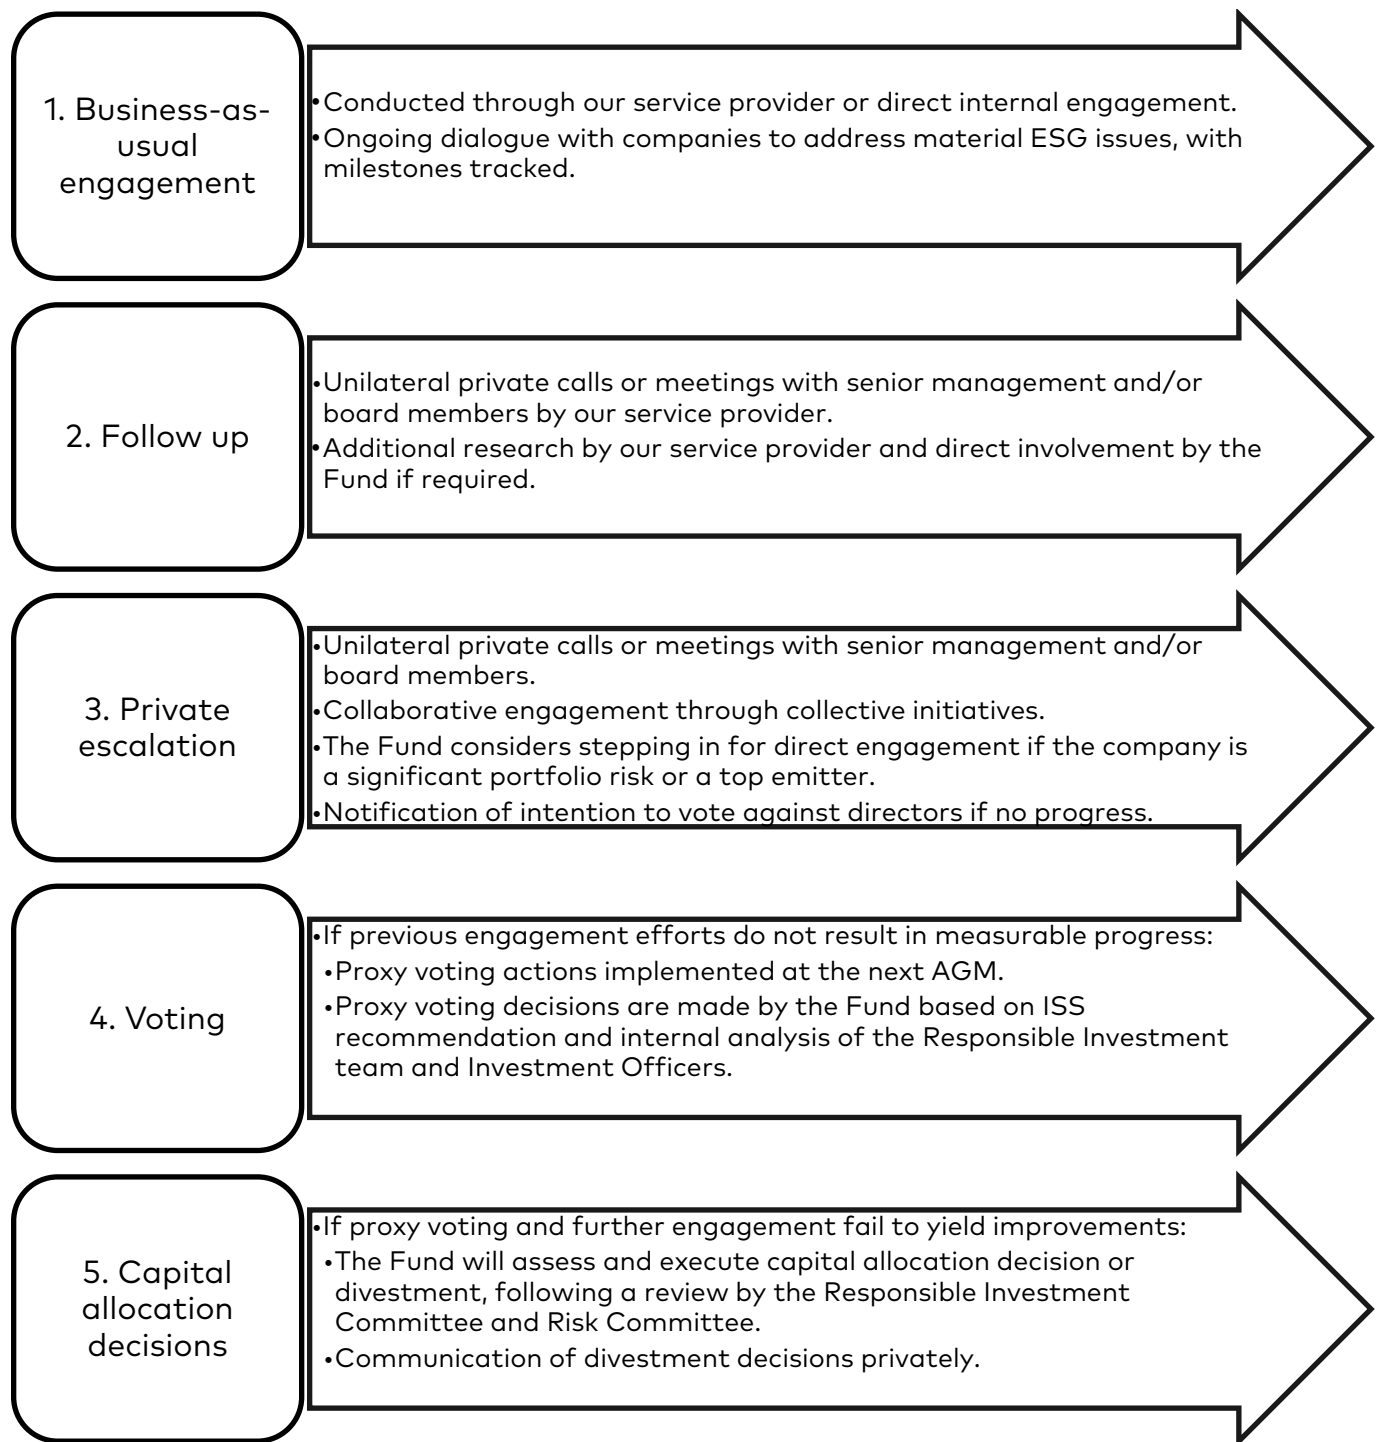 1. Business-as-
usual
engagement
•Conducted through our service provider or direct internal engagement.
•Ongoing dialogue with companies to address material ESG issues, with
milestones tracked.
2. Follow up
•Unilateral private calls or meetings with senior management and/or
board members by our service provider.
•Additional research by our service provider and direct involvement by the
Fund if required.
3. Private
escalation
•Unilateral private calls or meetings with senior management and/or
board members.
•Collaborative engagement through collective initiatives.
•The Fund considers stepping in for direct engagement if the company is
a significant portfolio risk or a top emitter.
•Notification of intention to vote against directors if no progress.
4. Voting
•If previous engagement efforts do not result in measurable progress:
•Proxy voting actions implemented at the next AGM.
•Proxy voting decisions are made by the Fund based on ISS
recommendation and internal analysis of the Responsible Investment
team and Investment Officers.
5. Capital
allocation
decisions
•If proxy voting and further engagement fail to yield improvements:
•The Fund will assess and execute capital allocation decision or
divestment, following a review by the Responsible Investment
Committee and Risk Committee.
•Communication of divestment decisions privately.